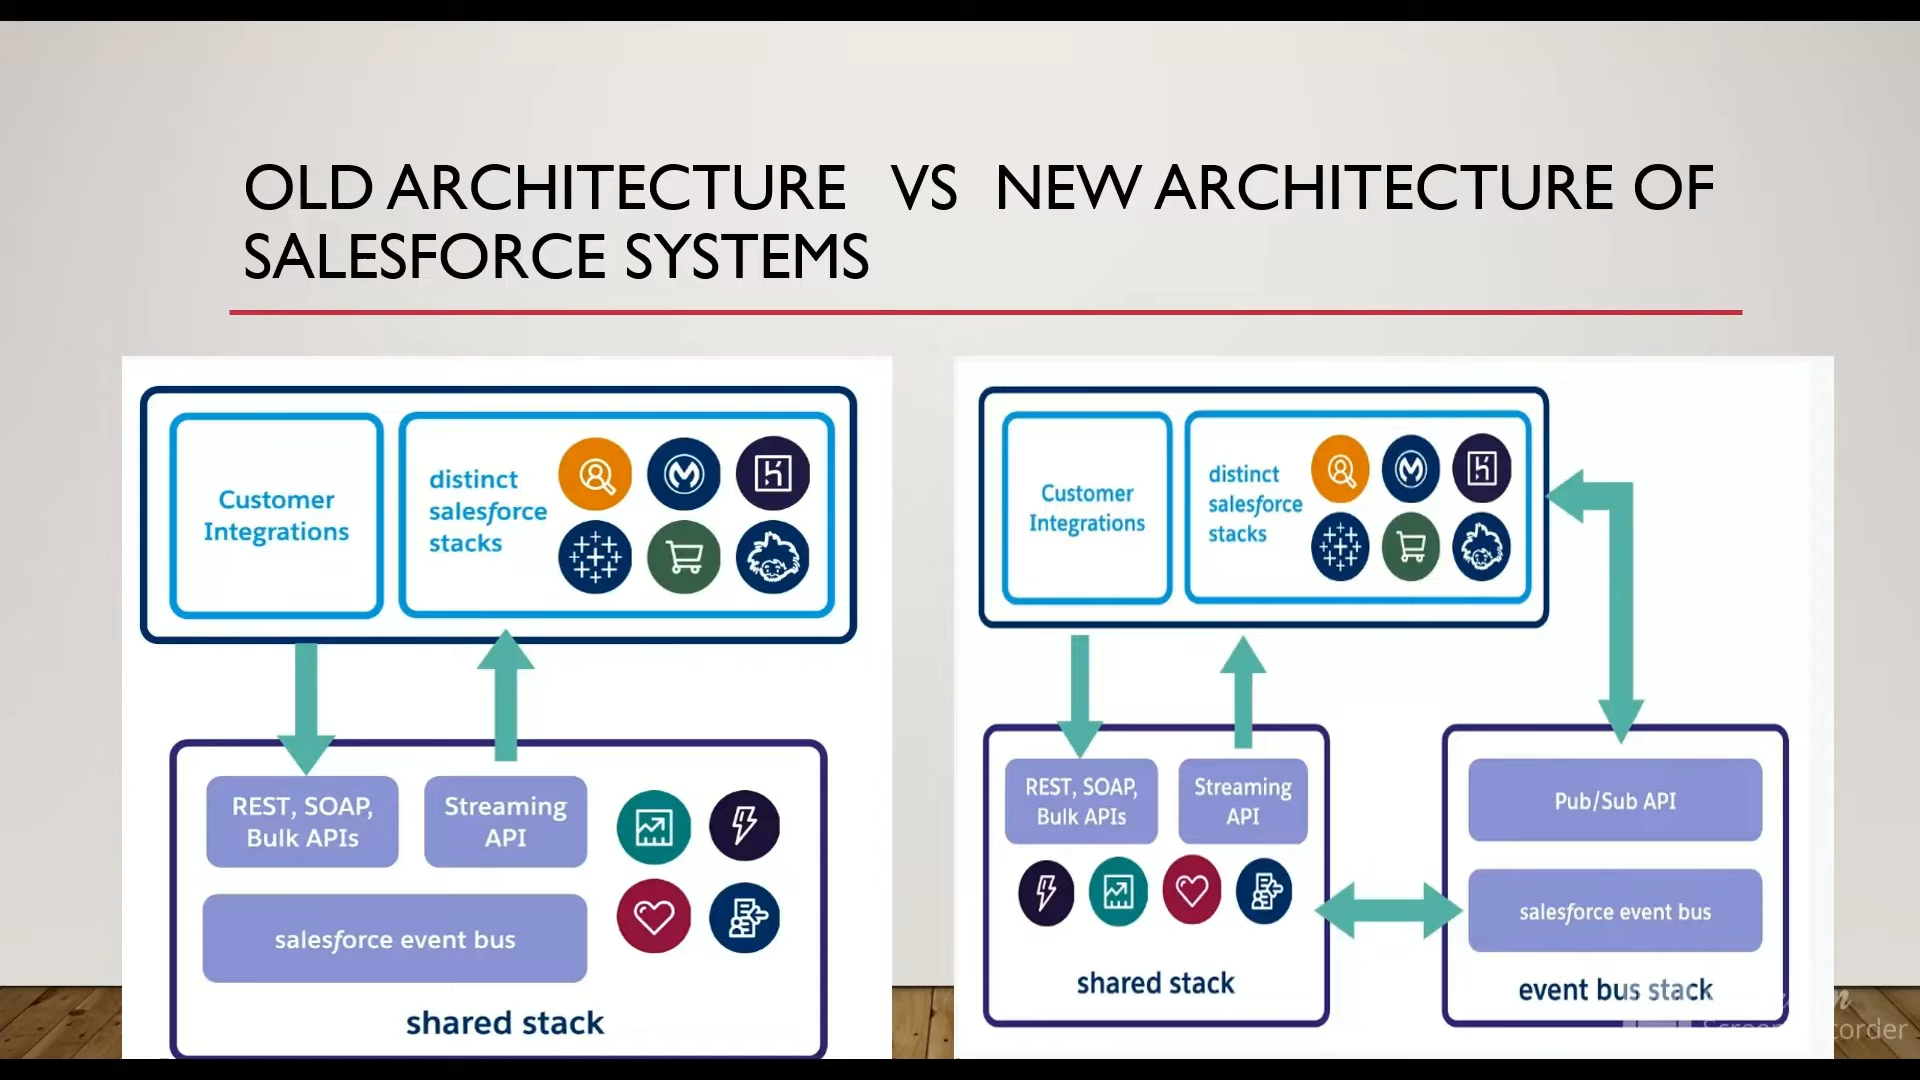 OLD ARCHITECTURE VS NEW ARCHITECTURE OF
SALESFORCE SYSTEMS
Customer
Integrations
distinct
salesforce
stacks
REST, SOAP,
Bulk APIs
Streaming
API
salesforce event bus
shared stack
Customer
Integrations
distinct
salesforce
stacks
REST, SOAP,
Bulk APIs
Streaming
API
shared stack
Pub/Sub API
salesforce event bus
event bus stack